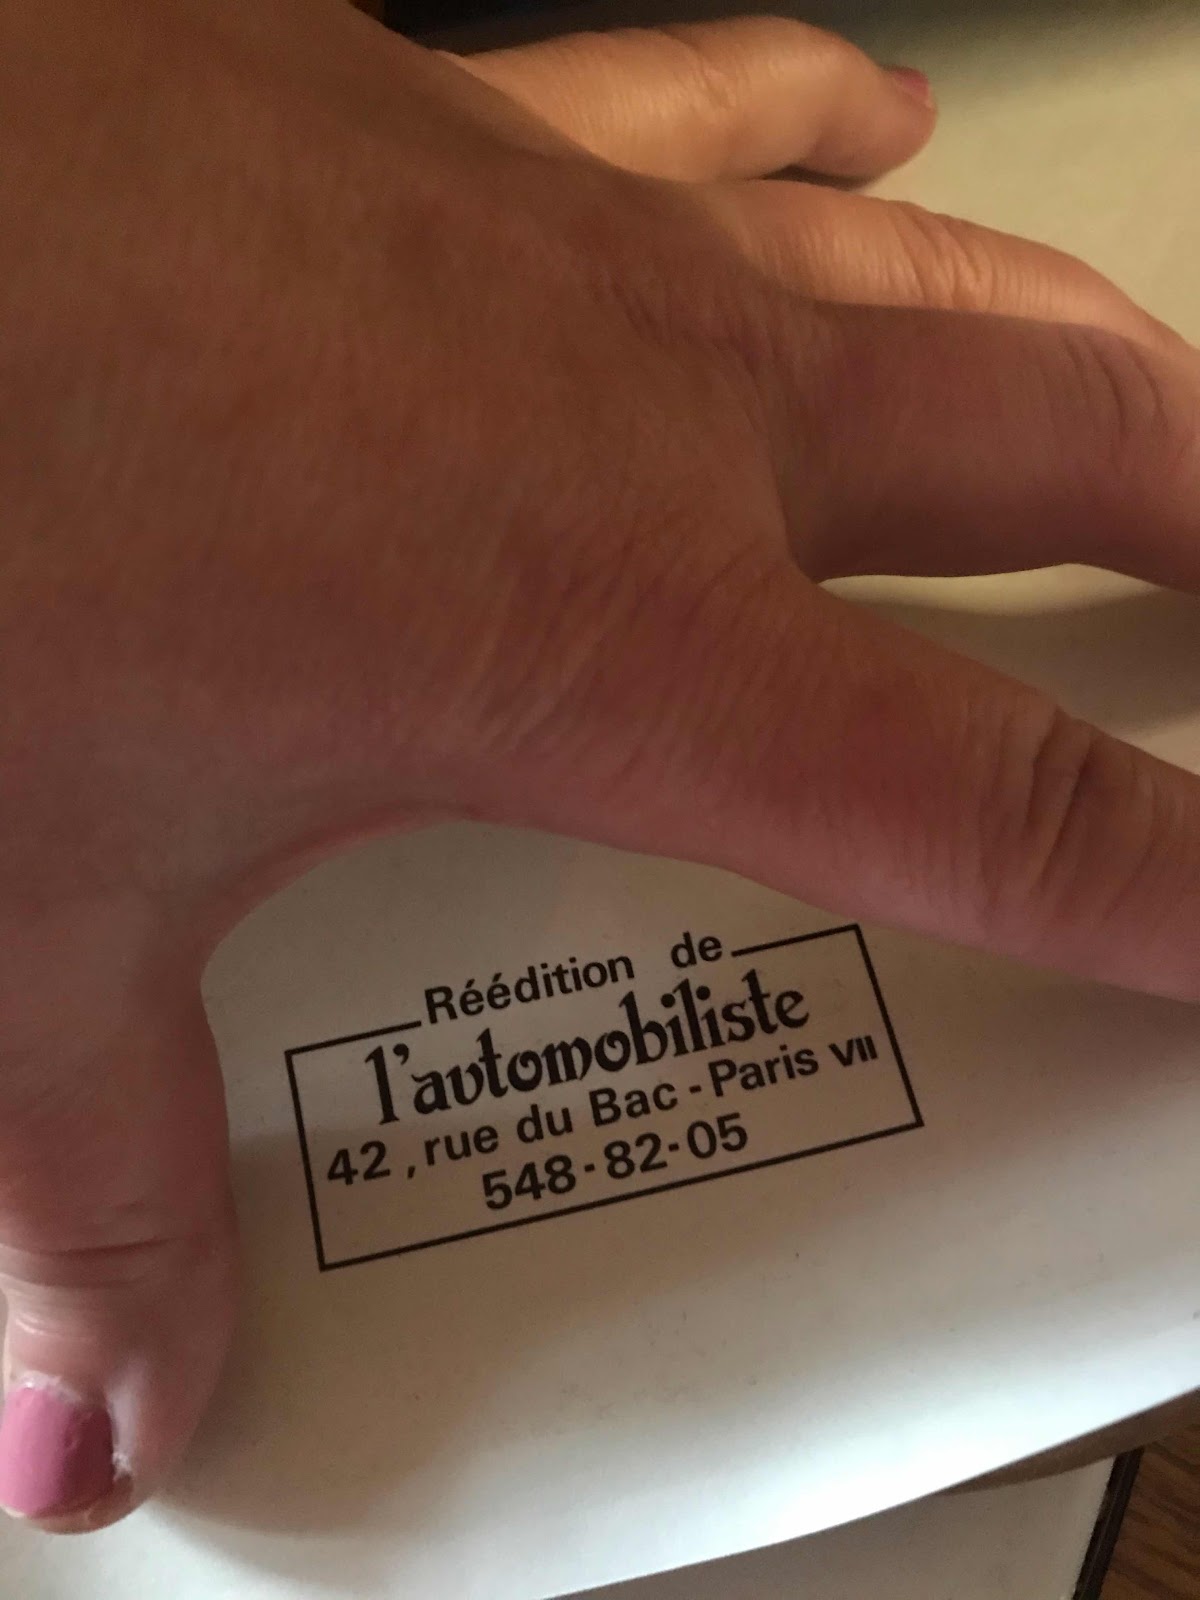 Réédition de
l'automobiliste
42, rue du Bac - Paris VII
548-82-05